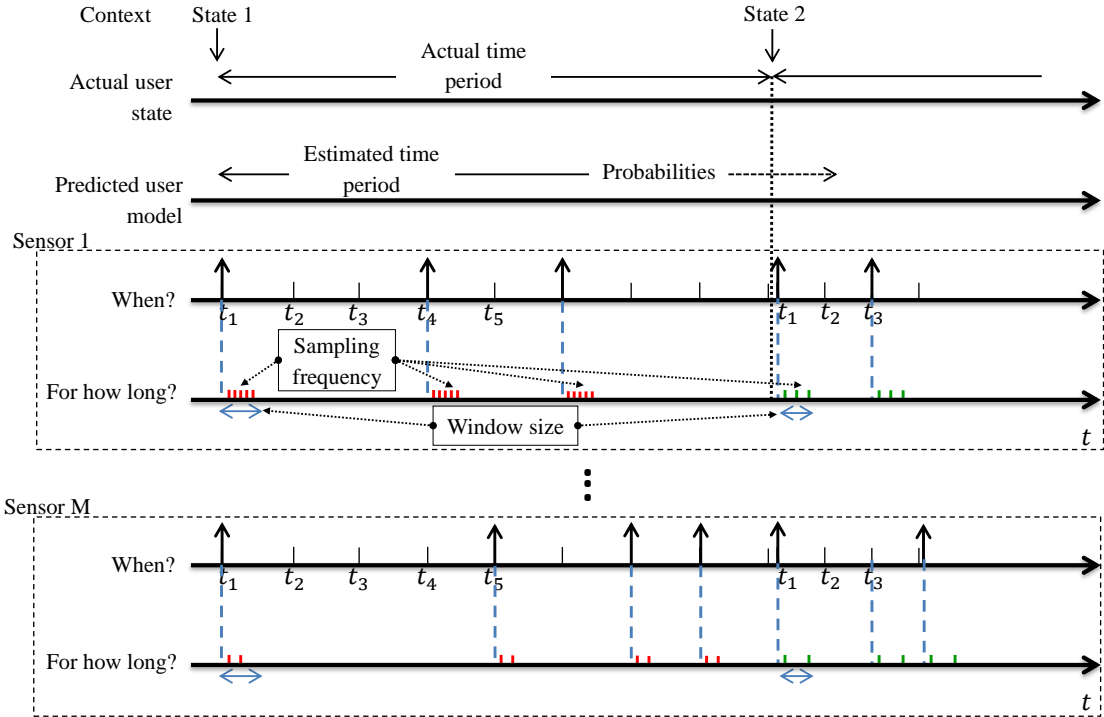 Context State 1 State 2
Actual time
period
Actual user
state
Estimated time
period
Probabilities
Predicted user
model
Sensor 1
When?
t1 t2 t3 t4 t5 t1 t2 t3
Sampling
frequency
For how long?
Window size
t
Sensor M
When?
t1 t2 t3 t4 t5 t1 t2 t3
For how long?
t